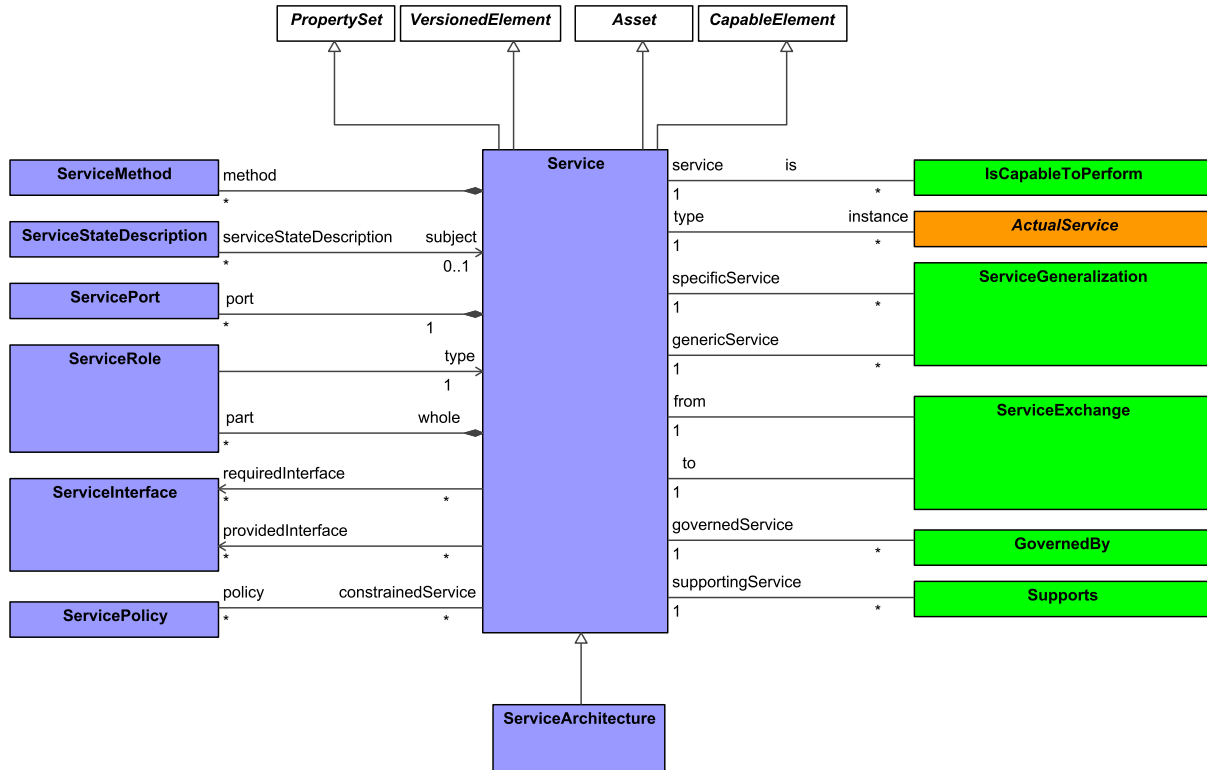 PropertySet
VersionedElement
Asset
CapableElement
Service
ServiceMethod
method
*
ServiceStateDescription
serviceStateDescription
subject
*
0..1
ServicePort
port
*
1
ServiceRole
type
1
part
whole
*
ServiceInterface
requiredInterface
*
*
providedInterface
*
*
ServicePolicy
policy
constrainedService
*
*
service
is
1
*
IsCapableToPerform
type
instance
1
*
ActualService
specificService
1
*
ServiceGeneralization
genericService
1
*
from
1
ServiceExchange
to
1
governedService
1
*
GovernedBy
supportingService
1
*
Supports
ServiceArchitecture